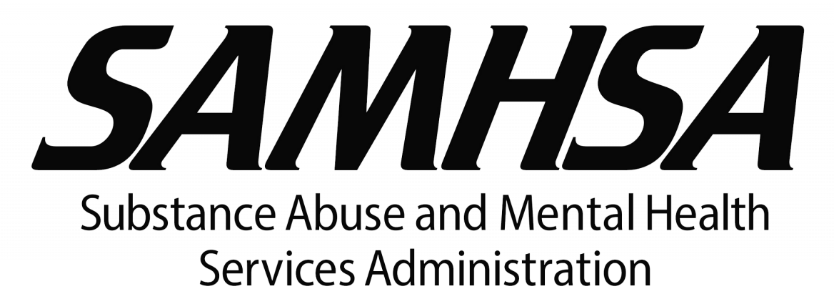 SAMHSA
Substance Abuse and Mental Health
Services Administration